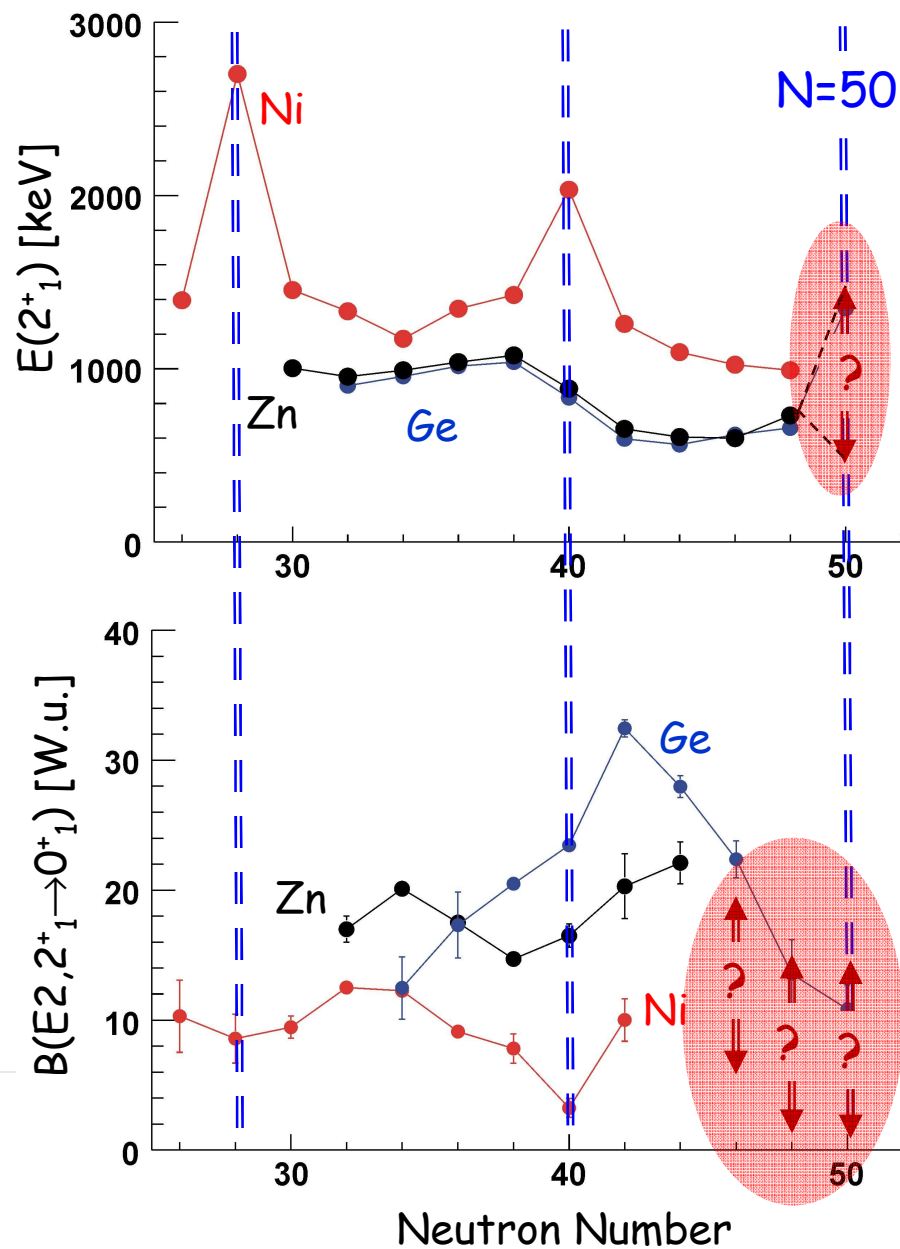 3000
N=50
Ni
E(2⁺₁) [keV]
2000
?
1000
Zn
Ge
0
30
40
50
40
B(E2,2⁺₁→0⁺₁) [W.u.]
Ge
30
Zn
20
?
?
?
Ni
10
0
30
40
50
Neutron Number